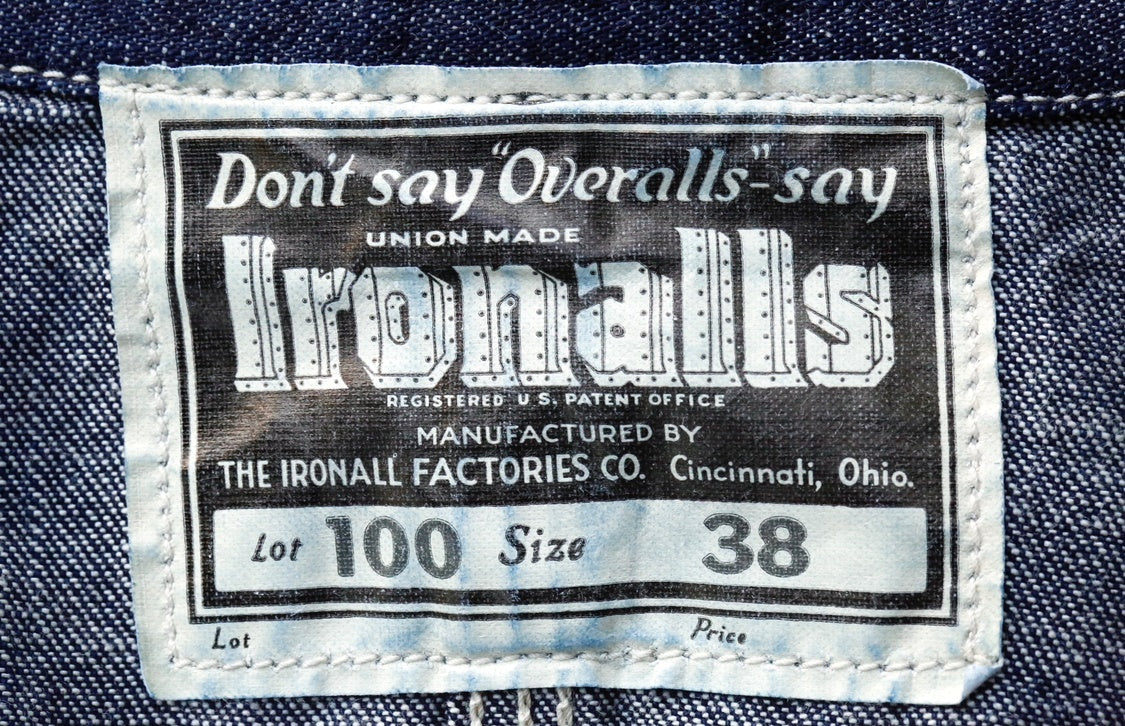 Don't say "Overalls"-say
UNION MADE
Ironalls
REGISTERED U.S. PATENT OFFICE
MANUFACTURED BY
THE IRONALL FACTORIES CO. Cincinnati, Ohio.
Lot 100 Size 38
Lot Price